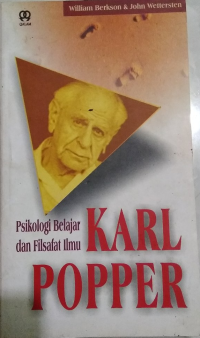 William Berkson & John Wettersten
Psikologi Belajar
dan Filsafat Ilmu
KARL
POPPER